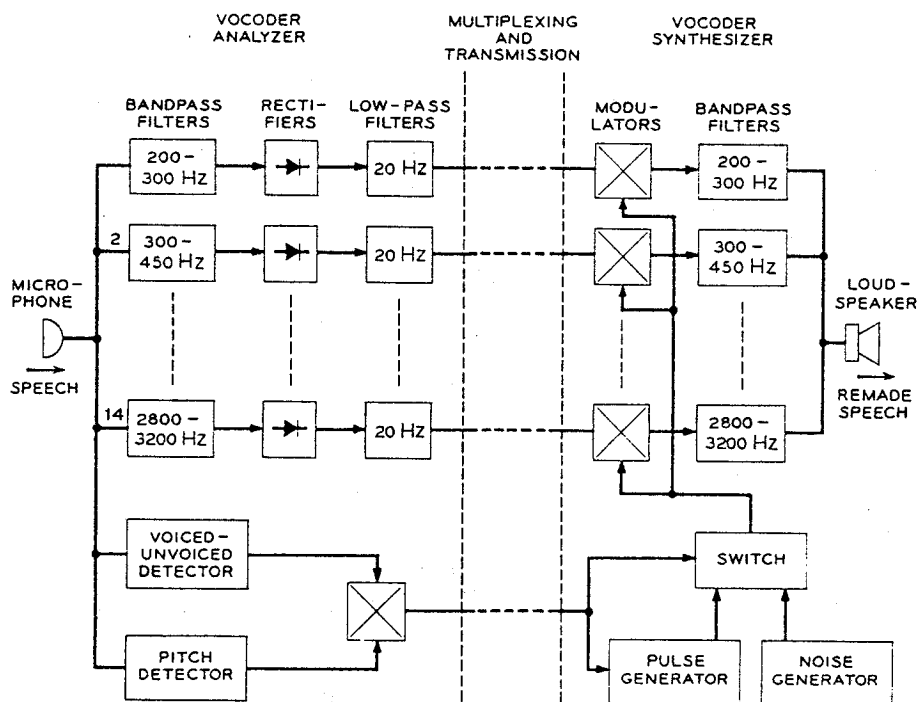 VOCODER
ANALYZER
MULTIPLEXING
AND
TRANSMISSION
VOCODER
SYNTHESIZER
BANDPASS
FILTERS
RECTI-
FIERS
LOW-PASS
FILTERS
MODU-
LATORS
BANDPASS
FILTERS
200-
300 Hz
20 Hz
200-
300 Hz
2
300-
450 Hz
20 Hz
300-
450 Hz
MICRO-
PHONE
SPEECH
LOUD-
SPEAKER
REMADE
SPEECH
14
2800-
3200 Hz
20 Hz
2800-
3200 Hz
VOICED-
UNVOICED
DETECTOR
SWITCH
PITCH
DETECTOR
PULSE
GENERATOR
NOISE
GENERATOR